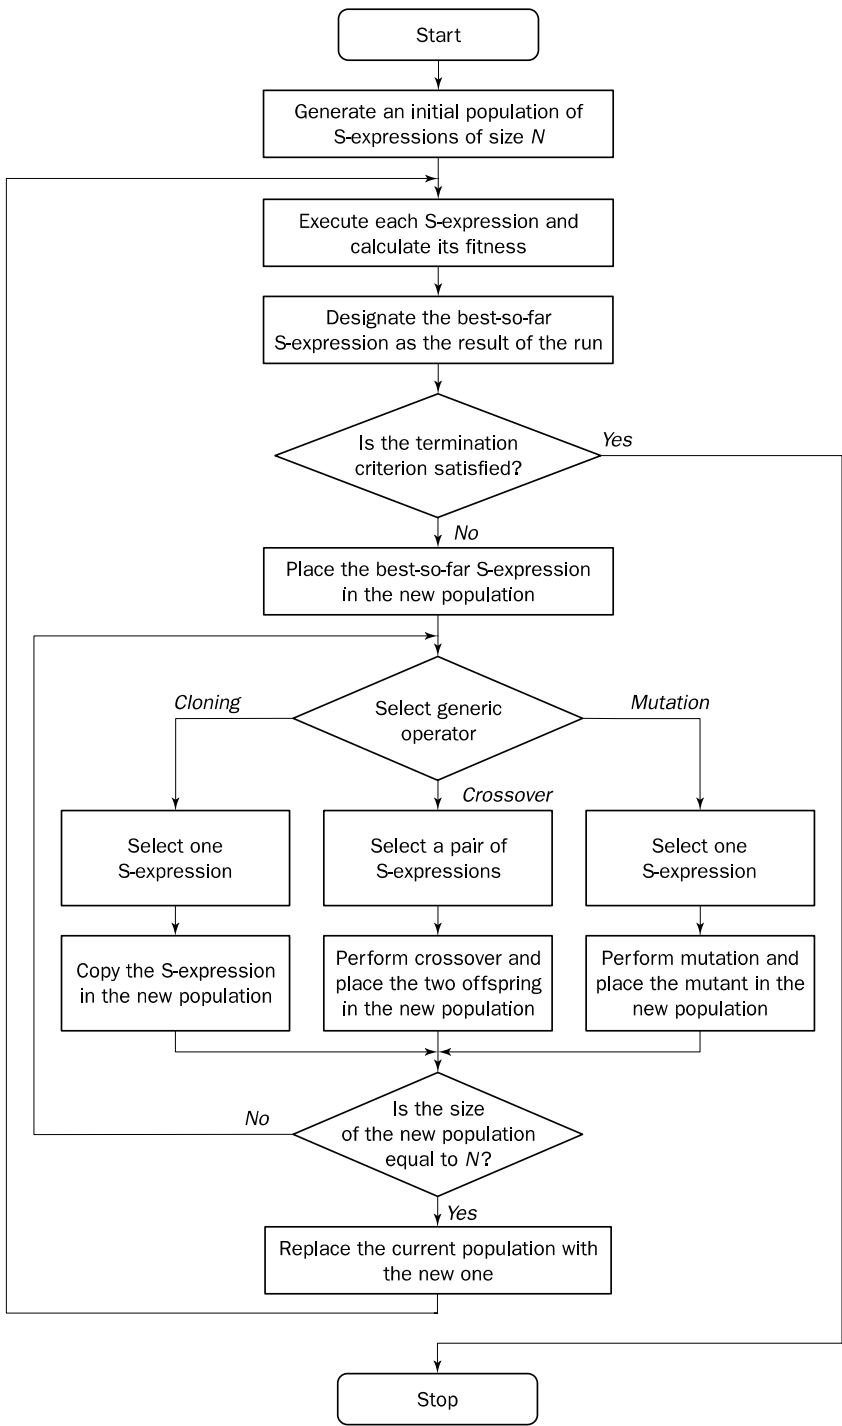 Start
Generate an initial population of
S-expressions of size N
Execute each S-expression and
calculate its fitness
Designate the best-so-far
S-expression as the result of the run
Is the termination
criterion satisfied?
Yes
No
Place the best-so-far S-expression
in the new population
Select generic
operator
Cloning
Crossover
Mutation
Select one
S-expression
Select a pair of
S-expressions
Select one
S-expression
Copy the S-expression
in the new population
Perform crossover and
place the two offspring
in the new population
Perform mutation and
place the mutant in the
new population
Is the size
of the new population
equal to N?
No
Yes
Replace the current population with
the new one
Stop